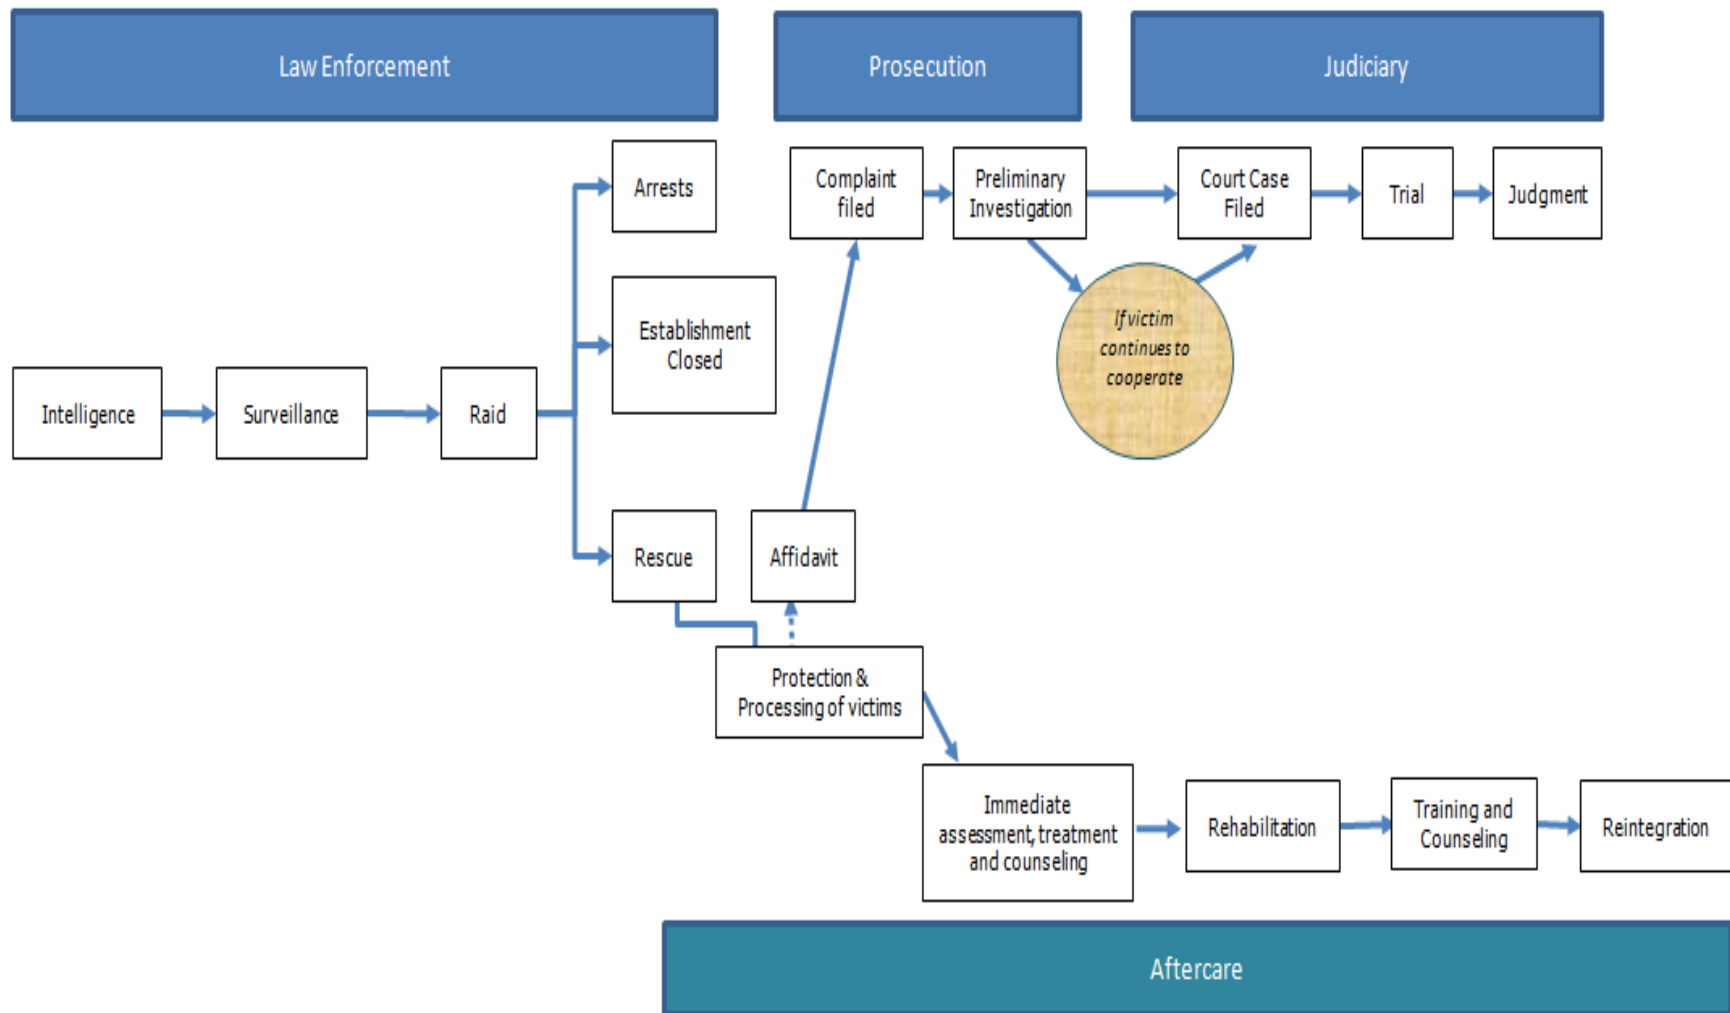 Law Enforcement
Prosecution
Judiciary
Arrests
Complaint
filed
Preliminary
Investigation
Court Case
Filed
Trial
Judgment
Establishment
Closed
If victim
continues to
cooperate
Intelligence
Surveillance
Raid
Rescue
Affidavit
Protection &
Processing of victims
Immediate
assessment, treatment
and counseling
Rehabilitation
Training and
Counseling
Reintegration
Aftercare